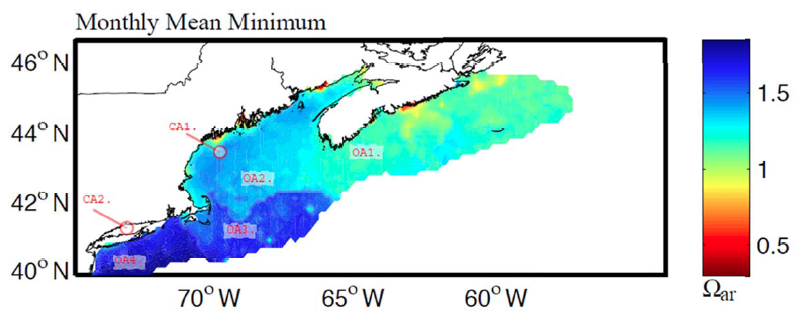 Monthly Mean Minimum
46° N
44° N
42° N
40° N
CA1.
CA2.
OA1.
OA2.
OA3.
OA4.
70° W
65° W
60° W
1.5
1
0.5
Ωar